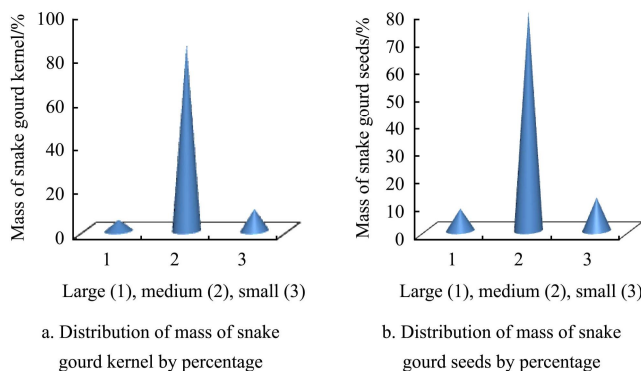 Mass of snake gourd kernel/%
100
80
60
40
20
0
1 2 3
Large (1), medium (2), small (3)
a. Distribution of mass of snake
gourd kernel by percentage
Mass of snake gourd seeds/%
80
70
60
50
40
30
20
10
0
1 2 3
Large (1), medium (2), small (3)
b. Distribution of mass of snake
gourd seeds by percentage